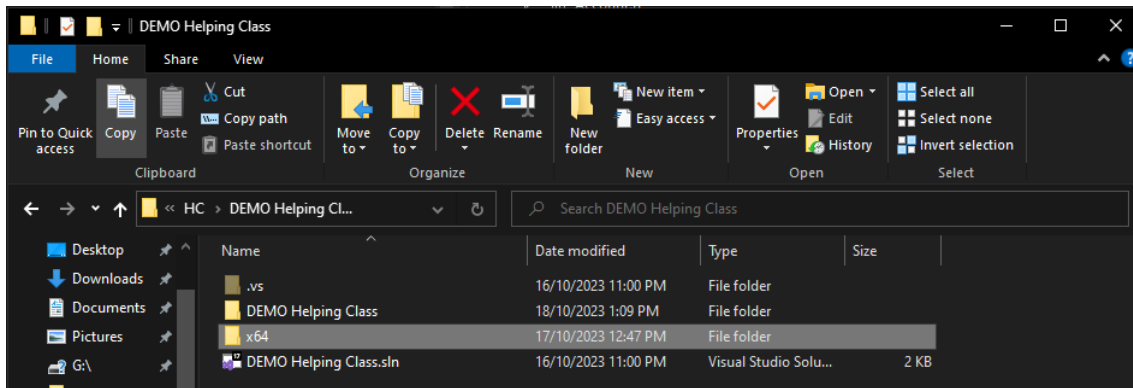 DEMO Helping Class
File Home Share View
Pin to Quick access
Copy
Paste
Cut
Copy path
Paste shortcut
Clipboard
Move to
Copy to
Delete
Rename
Organize
New folder
New item
Easy access
New
Properties
Open
Edit
History
Open
Select all
Select none
Invert selection
Select
« HC › DEMO Helping Cl...
Search DEMO Helping Class
Desktop
Downloads
Documents
Pictures
G:\
Name Date modified Type Size
.vs 16/10/2023 11:00 PM File folder
DEMO Helping Class 18/10/2023 1:09 PM File folder
x64 17/10/2023 12:47 PM File folder
DEMO Helping Class.sln 16/10/2023 11:00 PM Visual Studio Solu... 2 KB